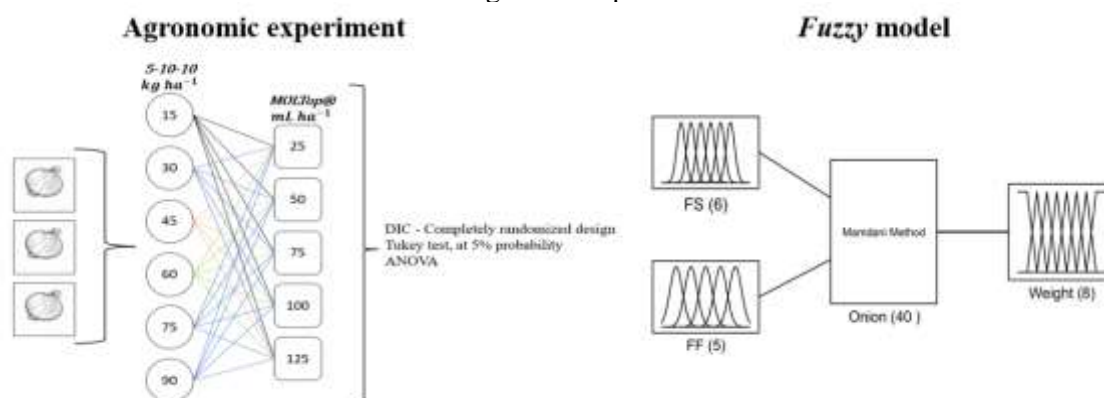 Agronomic experiment
5-10-10
kg ha⁻¹
15
30
45
60
75
90
MOLTop®
mL ha⁻¹
25
50
75
100
125
DIC - Completely randomized design
Tukey test, at 5% probability
ANOVA
Fuzzy model
FS (6)
FF (5)
Mamdani Method
Onion (40 )
Weight (8)